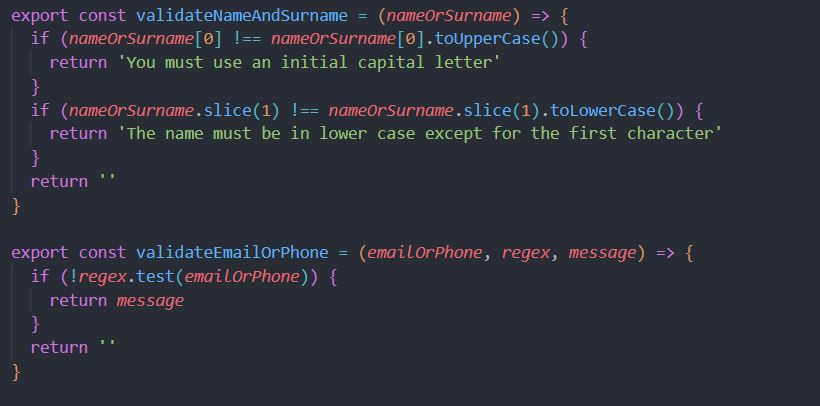 export const validateNameAndSurname = (nameOrSurname) => {
  if (nameOrSurname[0] !== nameOrSurname[0].toUpperCase()) {
    return 'You must use an initial capital letter'
  }
  if (nameOrSurname.slice(1) !== nameOrSurname.slice(1).toLowerCase()) {
    return 'The name must be in lower case except for the first character'
  }
  return ''
}

export const validateEmailOrPhone = (emailOrPhone, regex, message) => {
  if (!regex.test(emailOrPhone)) {
    return message
  }
  return ''
}